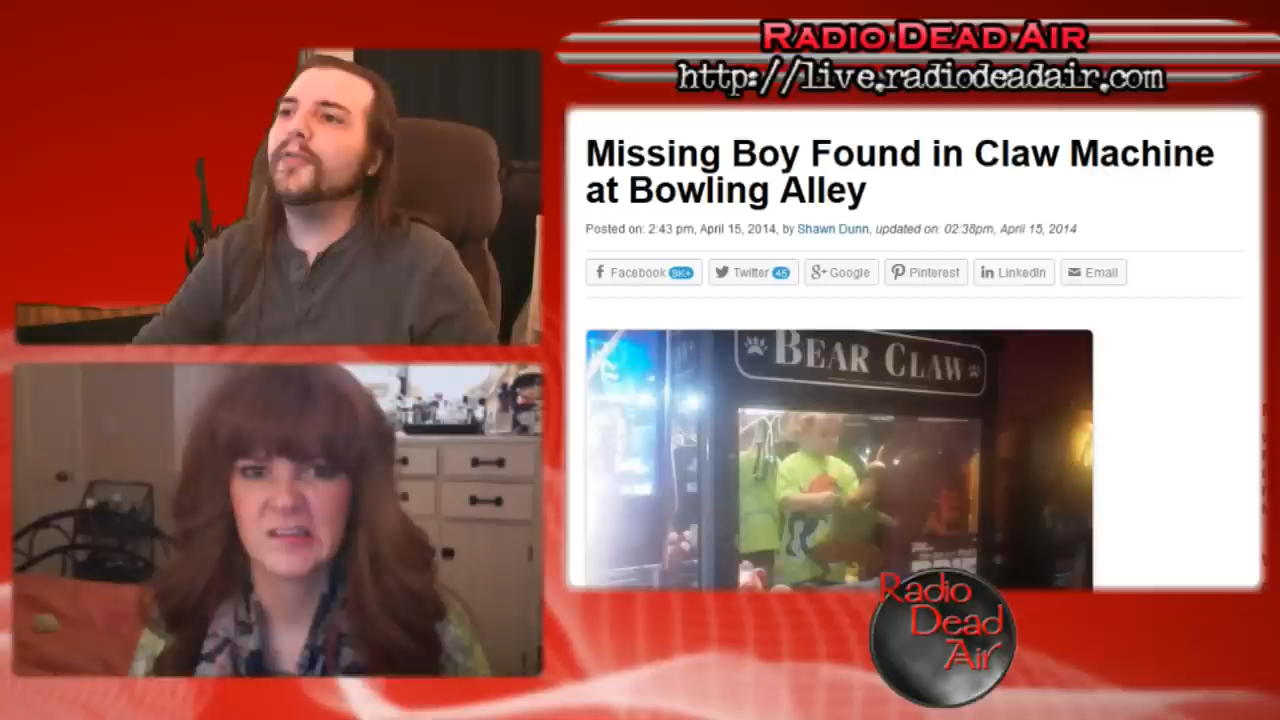 Radio Dead Air
http://live.radiodeadair.com
Missing Boy Found in Claw Machine
at Bowling Alley
Posted on: 2:43 pm, April 15, 2014, by Shawn Dunn, updated on: 02:38pm, April 15, 2014
Facebook 9K+ Twitter 45 Google Pinterest LinkedIn Email
BEAR CLAW
Radio
Dead
Air